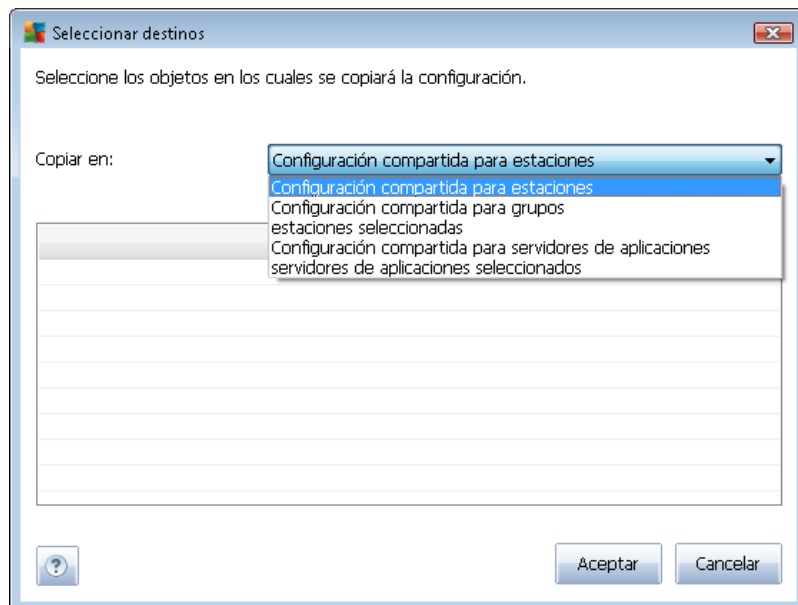 Seleccionar destinos
Seleccione los objetos en los cuales se copiará la configuración.
Copiar en:
Configuración compartida para estaciones
Configuración compartida para estaciones
Configuración compartida para grupos
estaciones seleccionadas
Configuración compartida para servidores de aplicaciones
servidores de aplicaciones seleccionados
?
Aceptar
Cancelar